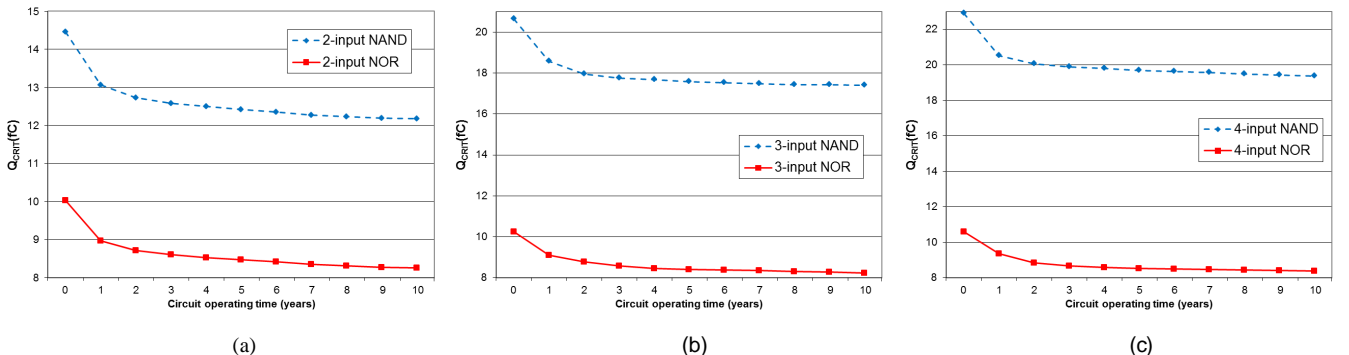 15
14
13
12
11
10
9
8
Q_CRIT(fC)
2-input NAND
2-input NOR
0 1 2 3 4 5 6 7 8 9 10
Circuit operating time (years)
(a)
20
18
16
14
12
10
8
Q_CRIT(fC)
3-input NAND
3-input NOR
0 1 2 3 4 5 6 7 8 9 10
Circuit operating time (years)
(b)
22
20
18
16
14
12
10
8
Q_CRIT(fC)
4-input NAND
4-input NOR
0 1 2 3 4 5 6 7 8 9 10
Circuit operating time (years)
(c)